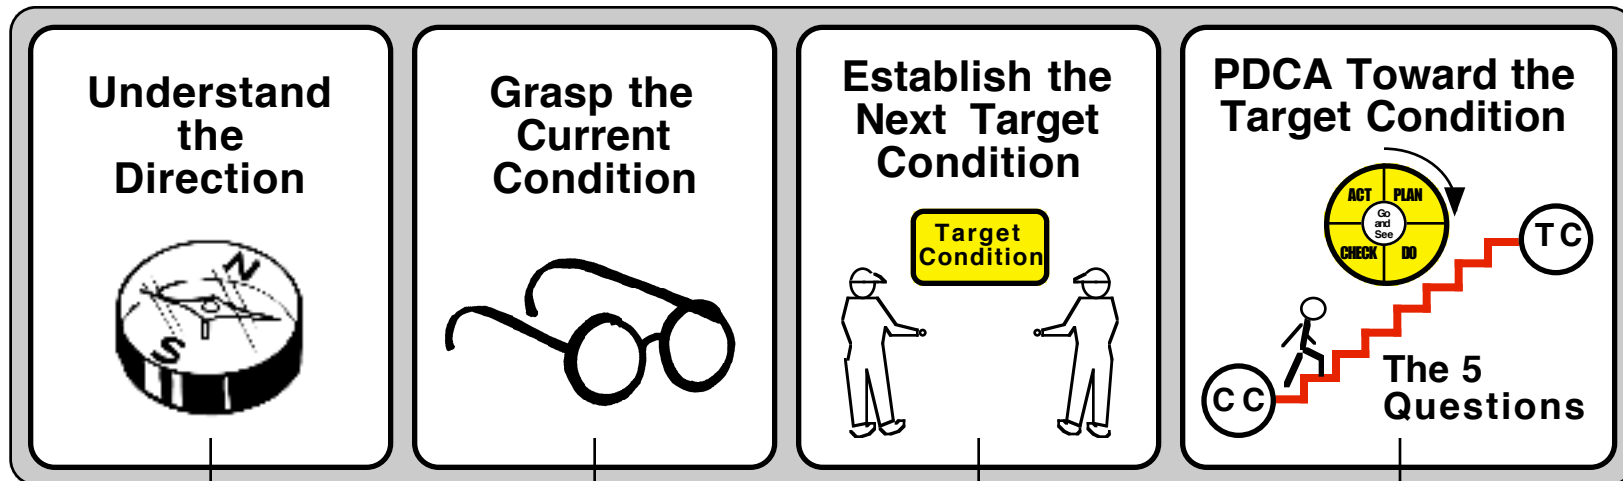 Understand
the
Direction
N
S
Grasp the
Current
Condition
Establish the
Next Target
Condition
Target
Condition
PDCA Toward the
Target Condition
ACT PLAN
Go
and
See
CHECK DO
TC
CC
The 5
Questions